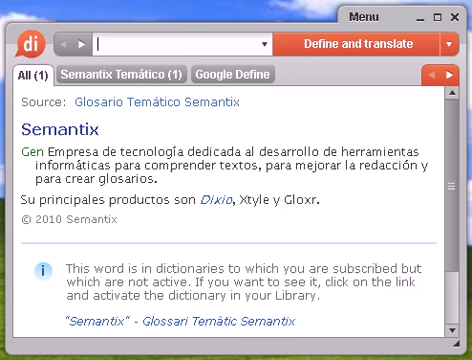 Menu
di
Define and translate
All (1) Semantix Temático (1) Google Define
Source: Glosario Temático Semantix
Semantix
Gen Empresa de tecnología dedicada al desarrollo de herramientas
informáticas para comprender textos, para mejorar la redacción y
para crear glosarios.
Su principales productos son Dixio, Xtyle y Gloxr.
© 2010 Semantix
i
This word is in dictionaries to which you are subscribed but
which are not active. If you want to see it, click on the link
and activate the dictionary in your Library.
"Semantix" - Glossari Temàtic Semantix